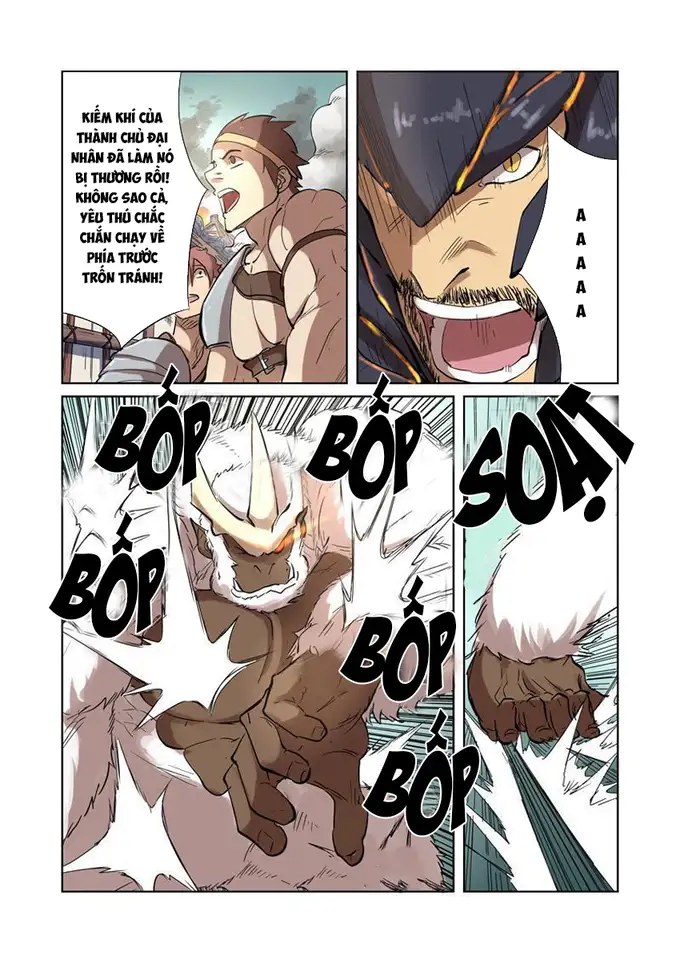 KIẾM KHÍ CỦA
THÀNH CHỦ ĐẠI
NHÂN ĐÃ LÀM NÓ
BỊ THƯƠNG RỒI!
KHÔNG SAO CẢ,
YÊU THÚ CHẮC
CHẮN CHẠY VỀ
PHÍA TRƯỚC
TRỐN TRÁNH!
A
A
A
A
A
BỐP
BỐP
BỐP
BỐP
BỐP
SOẠT